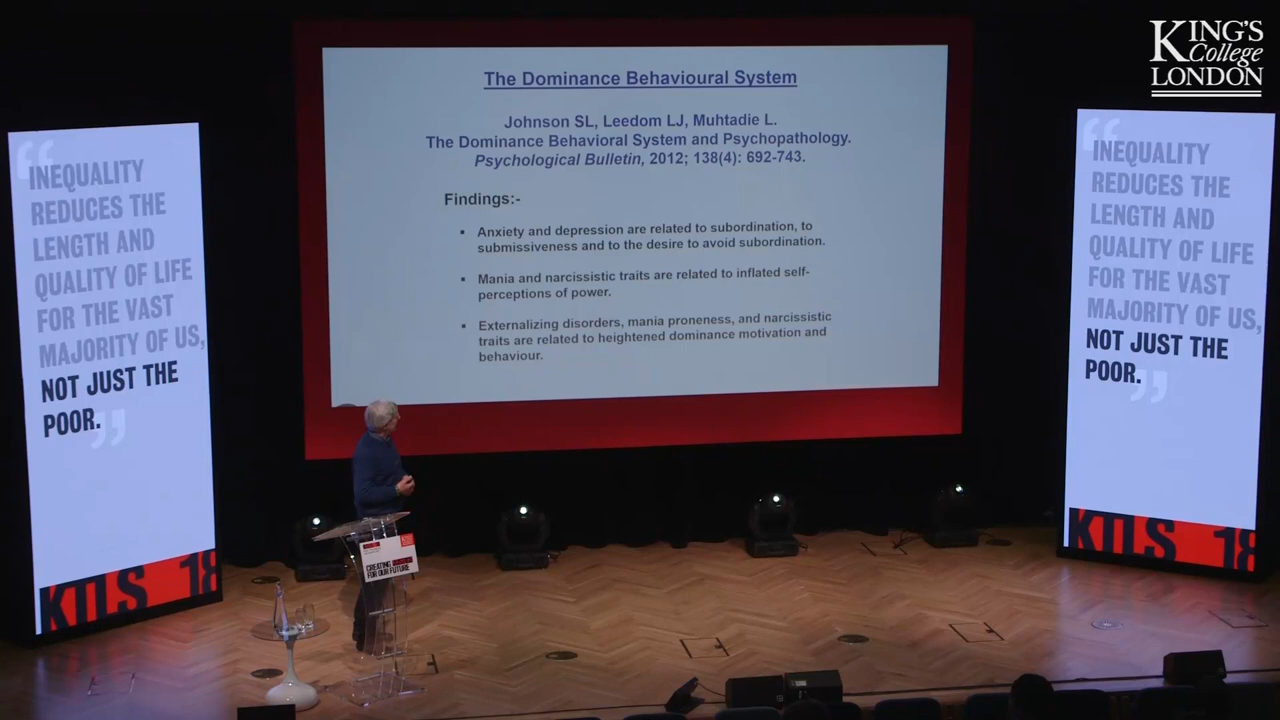 KING'S
College
LONDON
The Dominance Behavioural System
Johnson SL, Leedom LJ, Muhtadie L.
The Dominance Behavioral System and Psychopathology.
Psychological Bulletin, 2012; 138(4): 692-743.
Findings:-
▪ Anxiety and depression are related to subordination, to
submissiveness and to the desire to avoid subordination.
▪ Mania and narcissistic traits are related to inflated self-
perceptions of power.
▪ Externalizing disorders, mania proneness, and narcissistic
traits are related to heightened dominance motivation and
behaviour.
“INEQUALITY
REDUCES THE
LENGTH AND
QUALITY OF LIFE
FOR THE VAST
MAJORITY OF US,
NOT JUST THE
POOR.”
KTLS 18
“INEQUALITY
REDUCES THE
LENGTH AND
QUALITY OF LIFE
FOR THE VAST
MAJORITY OF US,
NOT JUST THE
POOR.”
KTLS 18
CREATING
FOR OUR FUTURE